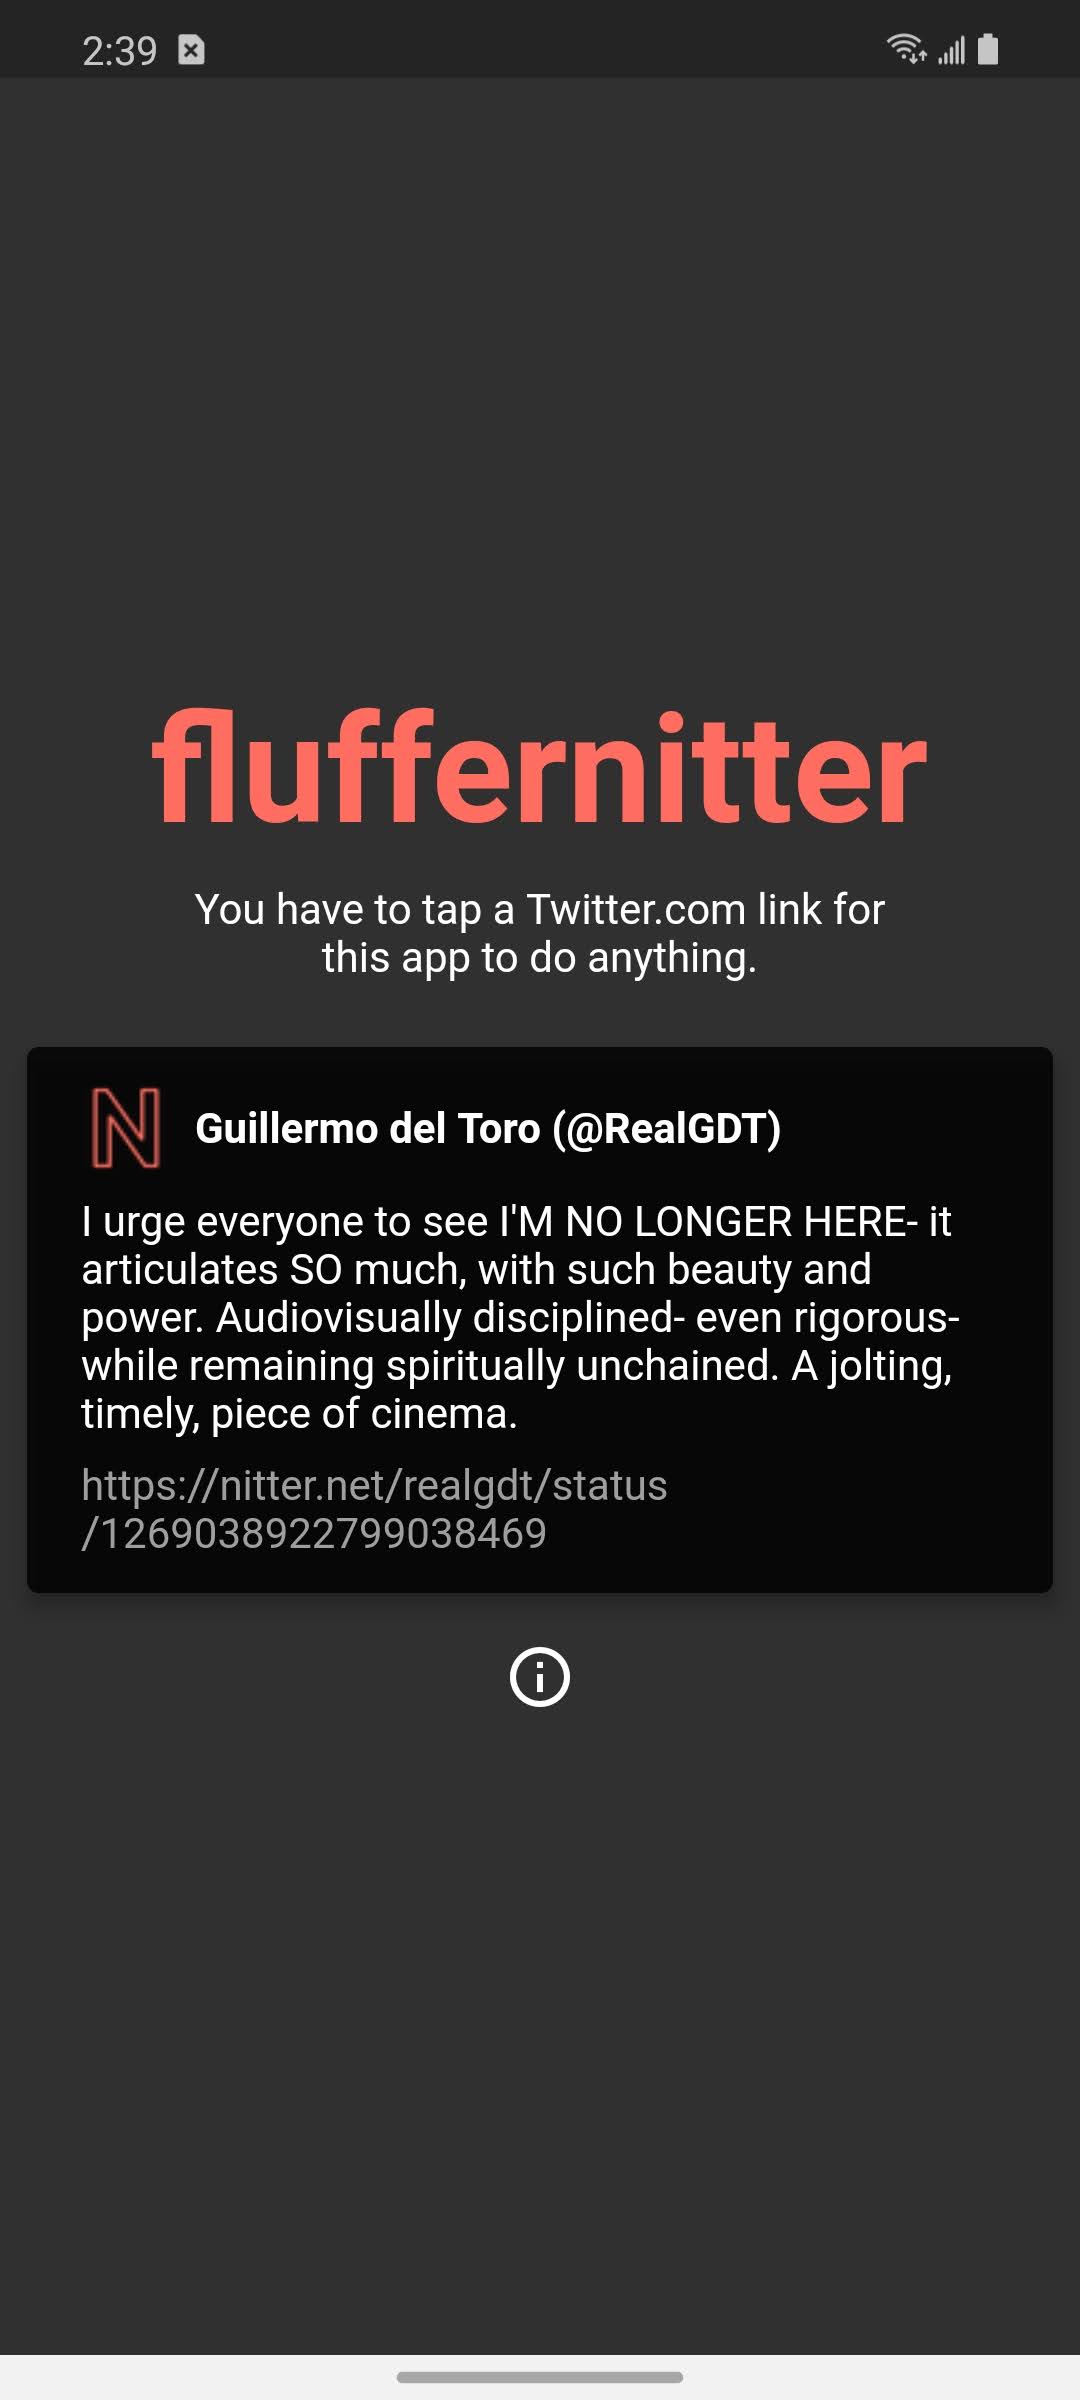 2:39
fluffernitter
You have to tap a Twitter.com link for
this app to do anything.
N
Guillermo del Toro (@RealGDT)
I urge everyone to see I'M NO LONGER HERE- it
articulates SO much, with such beauty and
power. Audiovisually disciplined- even rigorous-
while remaining spiritually unchained. A jolting,
timely, piece of cinema.
https://nitter.net/realgdt/status
/1269038922799038469